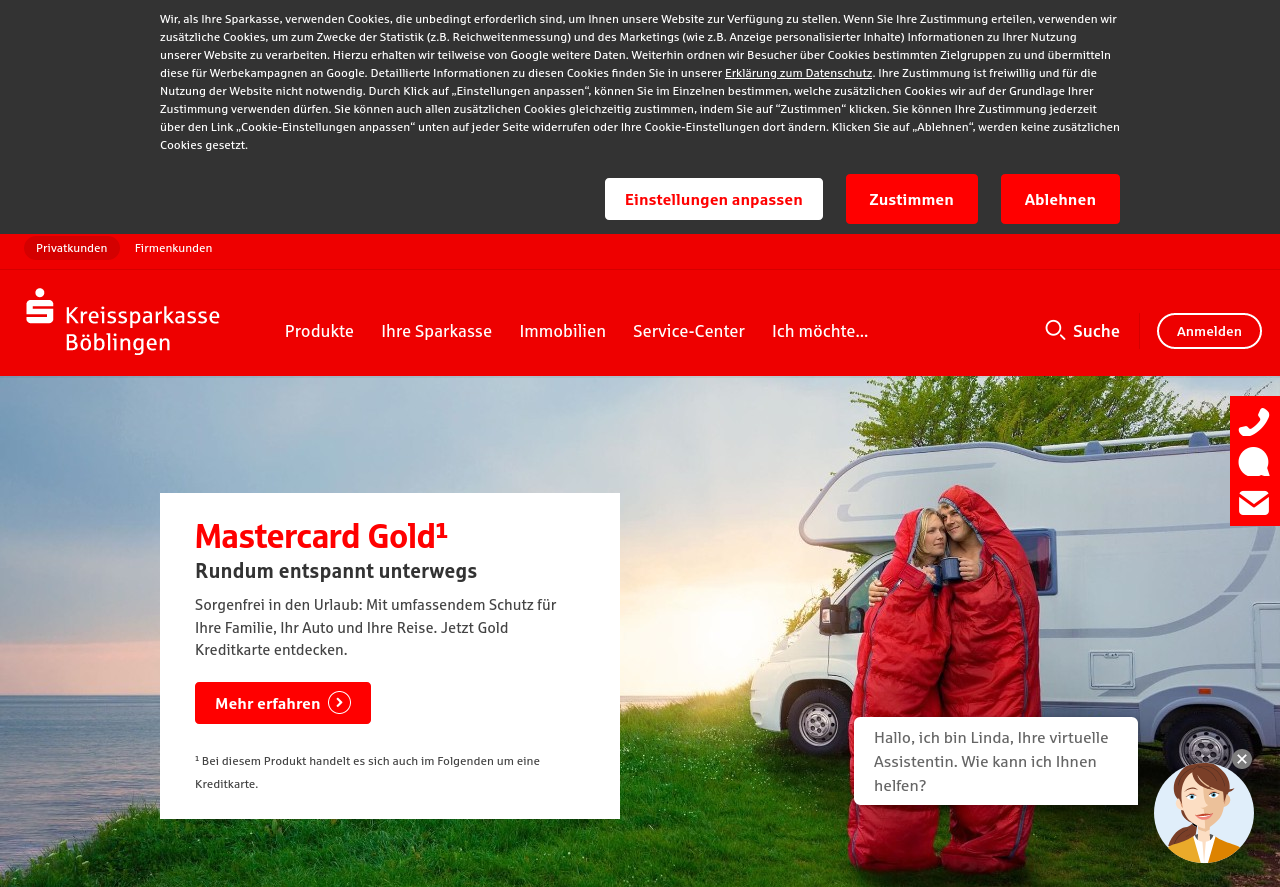 Wir, als Ihre Sparkasse, verwenden Cookies, die unbedingt erforderlich sind, um Ihnen unsere Website zur Verfügung zu stellen. Wenn Sie Ihre Zustimmung erteilen, verwenden wir
zusätzliche Cookies, um zum Zwecke der Statistik (z.B. Reichweitenmessung) und des Marketings (wie z.B. Anzeige personalisierter Inhalte) Informationen zu Ihrer Nutzung
unserer Website zu verarbeiten. Hierzu erhalten wir teilweise von Google weitere Daten. Weiterhin ordnen wir Besucher über Cookies bestimmten Zielgruppen zu und übermitteln
diese für Werbekampagnen an Google. Detaillierte Informationen zu diesen Cookies finden Sie in unserer Erklärung zum Datenschutz. Ihre Zustimmung ist freiwillig und für die
Nutzung der Website nicht notwendig. Durch Klick auf „Einstellungen anpassen“, können Sie im Einzelnen bestimmen, welche zusätzlichen Cookies wir auf der Grundlage Ihrer
Zustimmung verwenden dürfen. Sie können auch allen zusätzlichen Cookies gleichzeitig zustimmen, indem Sie auf “Zustimmen“ klicken. Sie können Ihre Zustimmung jederzeit
über den Link „Cookie-Einstellungen anpassen“ unten auf jeder Seite widerrufen oder Ihre Cookie-Einstellungen dort ändern. Klicken Sie auf „Ablehnen“, werden keine zusätzlichen
Cookies gesetzt.
Einstellungen anpassen Zustimmen Ablehnen
Privatkunden Firmenkunden
Kreissparkasse
Böblingen
Produkte Ihre Sparkasse Immobilien Service-Center Ich möchte... Suche Anmelden
Mastercard Gold¹
Rundum entspannt unterwegs
Sorgenfrei in den Urlaub: Mit umfassendem Schutz für
Ihre Familie, Ihr Auto und Ihre Reise. Jetzt Gold
Kreditkarte entdecken.
Mehr erfahren
¹ Bei diesem Produkt handelt es sich auch im Folgenden um eine
Kreditkarte.
Hallo, ich bin Linda, Ihre virtuelle
Assistentin. Wie kann ich Ihnen
helfen?